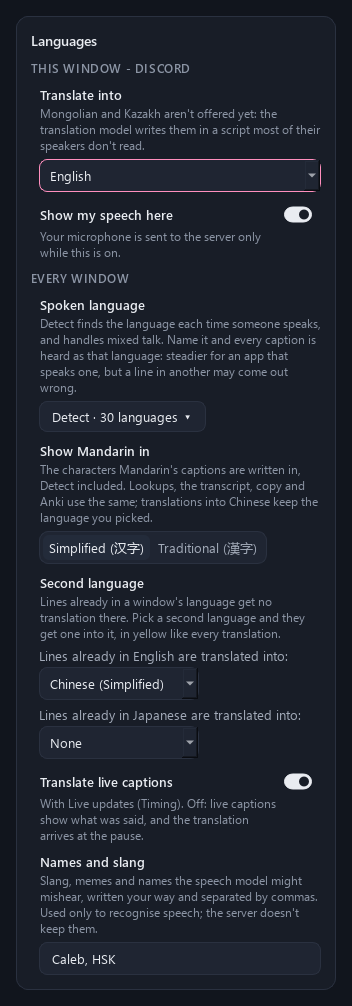 Languages
THIS WINDOW - DISCORD
Translate into
Mongolian and Kazakh aren't offered yet: the
translation model writes them in a script most of their
speakers don't read.
English
Show my speech here
Your microphone is sent to the server only
while this is on.
EVERY WINDOW
Spoken language
Detect finds the language each time someone speaks,
and handles mixed talk. Name it and every caption is
heard as that language: steadier for an app that
speaks one, but a line in another may come out
wrong.
Detect · 30 languages
Show Mandarin in
The characters Mandarin's captions are written in,
Detect included. Lookups, the transcript, copy and
Anki use the same; translations into Chinese keep the
language you picked.
Simplified (汉字) Traditional (漢字)
Second language
Lines already in a window's language get no
translation there. Pick a second language and they
get one into it, in yellow like every translation.
Lines already in English are translated into:
Chinese (Simplified)
Lines already in Japanese are translated into:
None
Translate live captions
With Live updates (Timing). Off: live captions
show what was said, and the translation
arrives at the pause.
Names and slang
Slang, memes and names the speech model might
mishear, written your way and separated by commas.
Used only to recognise speech; the server doesn't
keep them.
Caleb, HSK